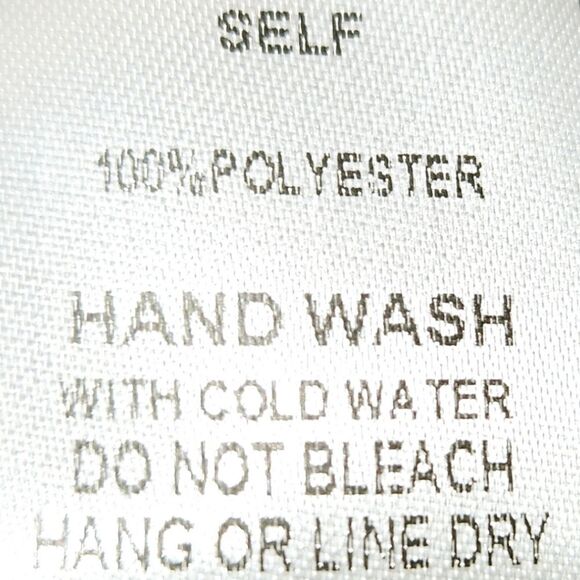 SELF
100%POLYESTER
HAND WASH
WITH COLD WATER
DO NOT BLEACH
HANG OR LINE DRY